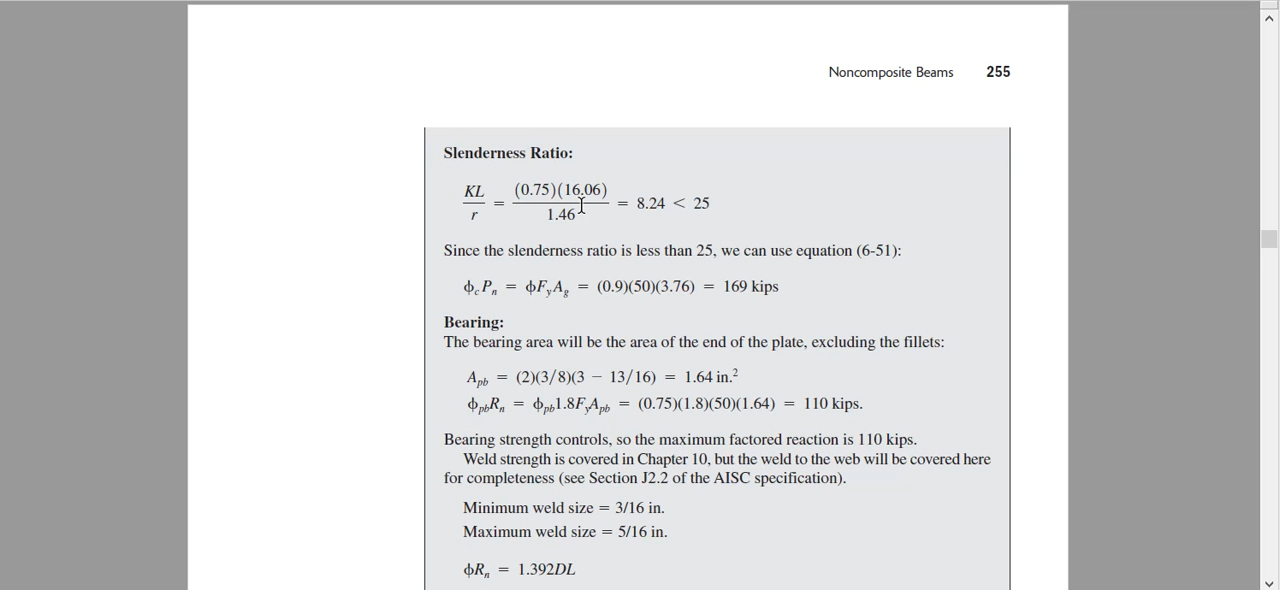 Noncomposite Beams 255
Slenderness Ratio:
KL/r = (0.75)(16.06)/1.46 = 8.24 < 25
Since the slenderness ratio is less than 25, we can use equation (6-51):
ϕcPn = ϕFyAg = (0.9)(50)(3.76) = 169 kips
Bearing:
The bearing area will be the area of the end of the plate, excluding the fillets:
Apb = (2)(3/8)(3 − 13/16) = 1.64 in.²
ϕpbRn = ϕpb1.8FyApb = (0.75)(1.8)(50)(1.64) = 110 kips.
Bearing strength controls, so the maximum factored reaction is 110 kips.
Weld strength is covered in Chapter 10, but the weld to the web will be covered here
for completeness (see Section J2.2 of the AISC specification).
Minimum weld size = 3/16 in.
Maximum weld size = 5/16 in.
ϕRn = 1.392DL